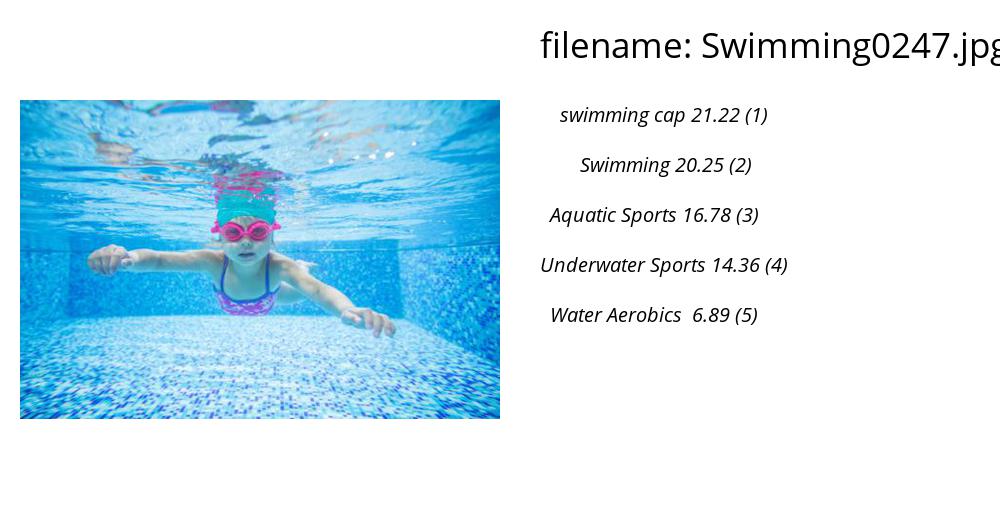 filename: Swimming0247.jpg
swimming cap 21.22 (1)
Swimming 20.25 (2)
Aquatic Sports 16.78 (3)
Underwater Sports 14.36 (4)
Water Aerobics 6.89 (5)